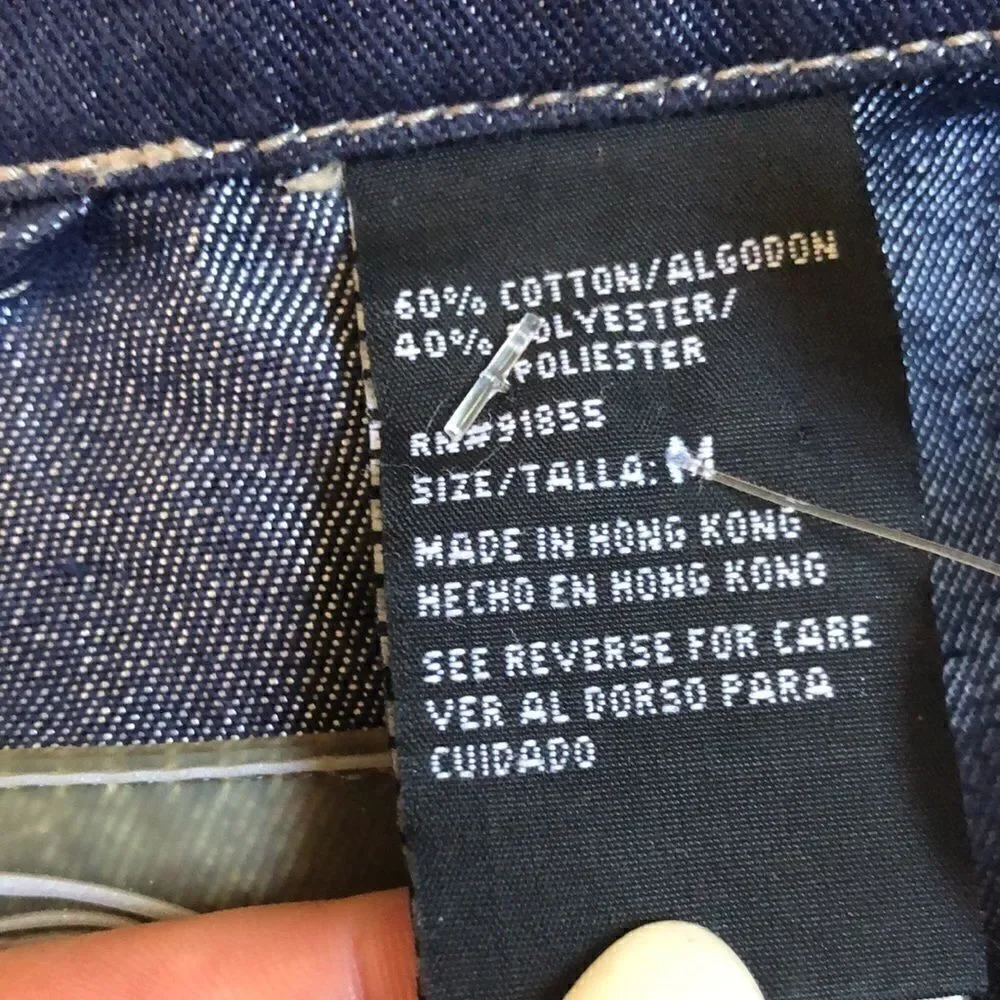 60% COTTON/ALGODON
40% POLYESTER/
POLIESTER
RN#91855
SIZE/TALLA: M
MADE IN HONG KONG
HECHO EN HONG KONG
SEE REVERSE FOR CARE
VER AL DORSO PARA
CUIDADO